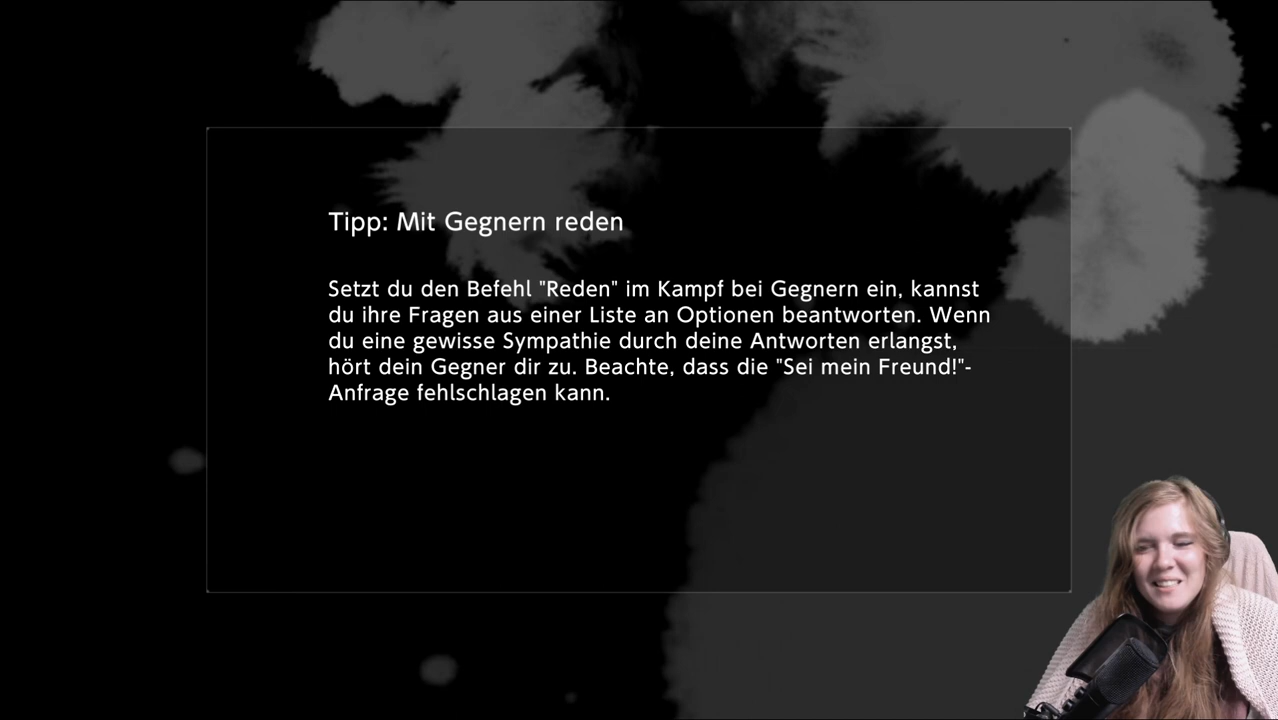 Tipp: Mit Gegnern reden
Setzt du den Befehl "Reden" im Kampf bei Gegnern ein, kannst
du ihre Fragen aus einer Liste an Optionen beantworten. Wenn
du eine gewisse Sympathie durch deine Antworten erlangst,
hört dein Gegner dir zu. Beachte, dass die "Sei mein Freund!"-
Anfrage fehlschlagen kann.